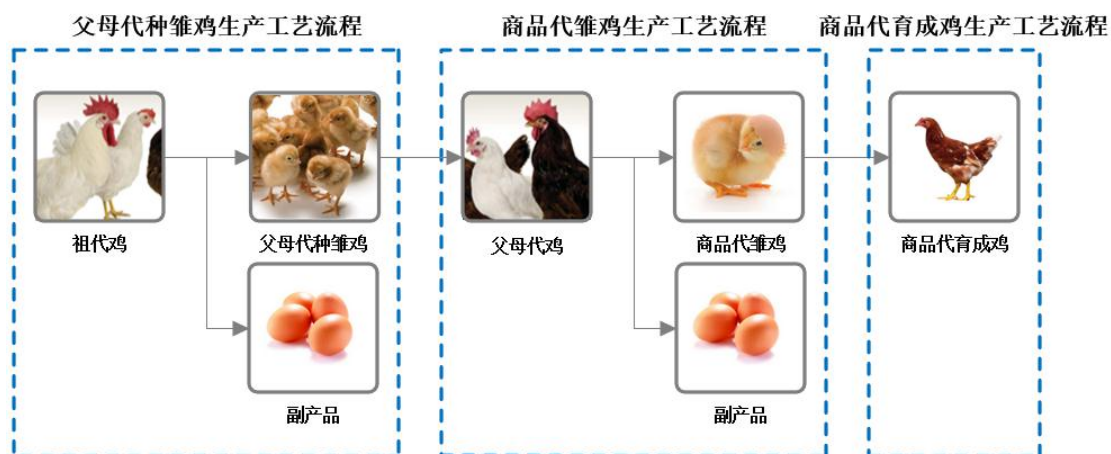 父母代种雏鸡生产工艺流程
商品代雏鸡生产工艺流程
商品代育成鸡生产工艺流程
祖代鸡
父母代种雏鸡
父母代鸡
商品代雏鸡
商品代育成鸡
副产品
副产品